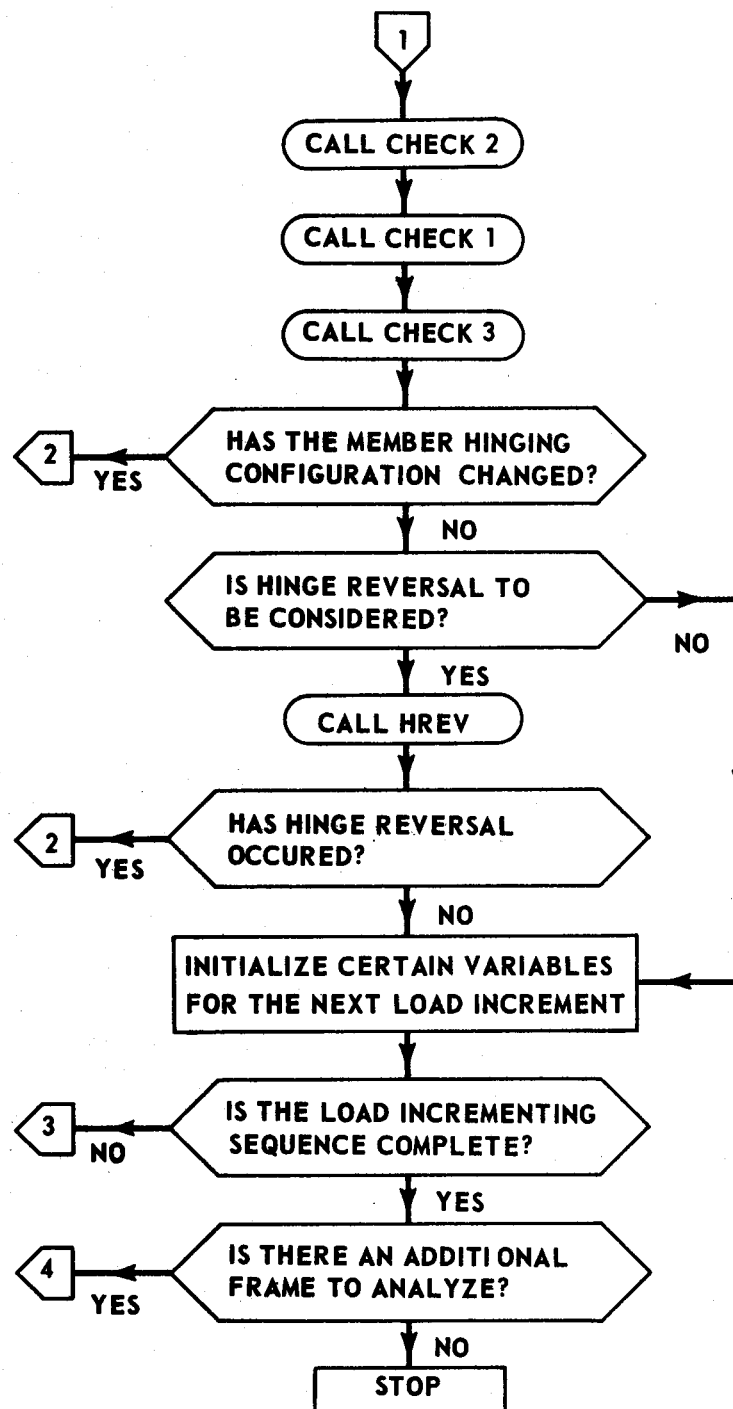 1
CALL CHECK 2
CALL CHECK 1
CALL CHECK 3
HAS THE MEMBER HINGING
CONFIGURATION CHANGED?
2
YES
NO
IS HINGE REVERSAL TO
BE CONSIDERED?
NO
YES
CALL HREV
HAS HINGE REVERSAL
OCCURED?
2
YES
NO
INITIALIZE CERTAIN VARIABLES
FOR THE NEXT LOAD INCREMENT
IS THE LOAD INCREMENTING
SEQUENCE COMPLETE?
3
NO
YES
IS THERE AN ADDITIONAL
FRAME TO ANALYZE?
4
YES
NO
STOP